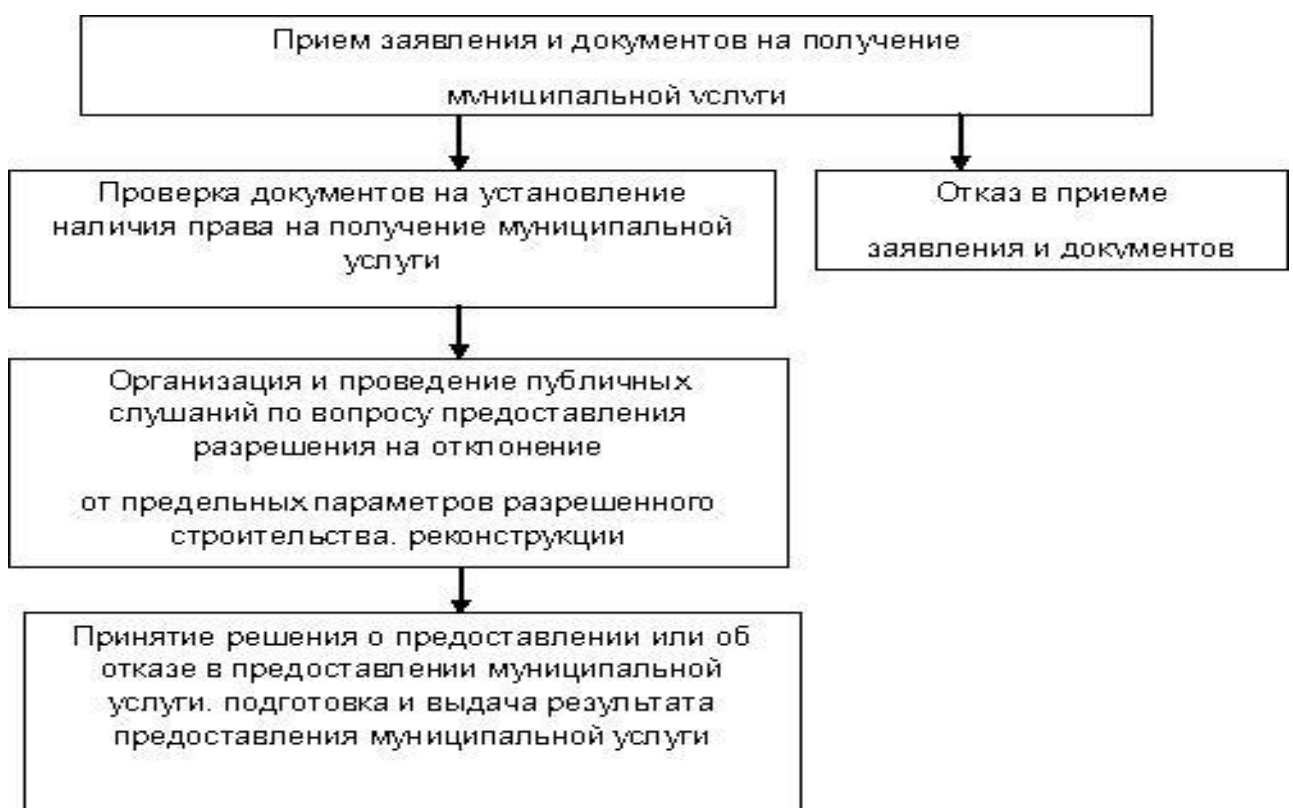 Прием заявления и документов на получение
муниципальной услуги
Проверка документов на установление
наличия права на получение муниципальной
услуги
Отказ в приеме
заявления и документов
Организация и проведение публичных
слушаний по вопросу предоставления
разрешения на отклонение
от предельных параметров разрешенного
строительства. реконструкции
Принятие решения о предоставлении или об
отказе в предоставлении муниципальной
услуги. подготовка и выдача результата
предоставления муниципальной услуги